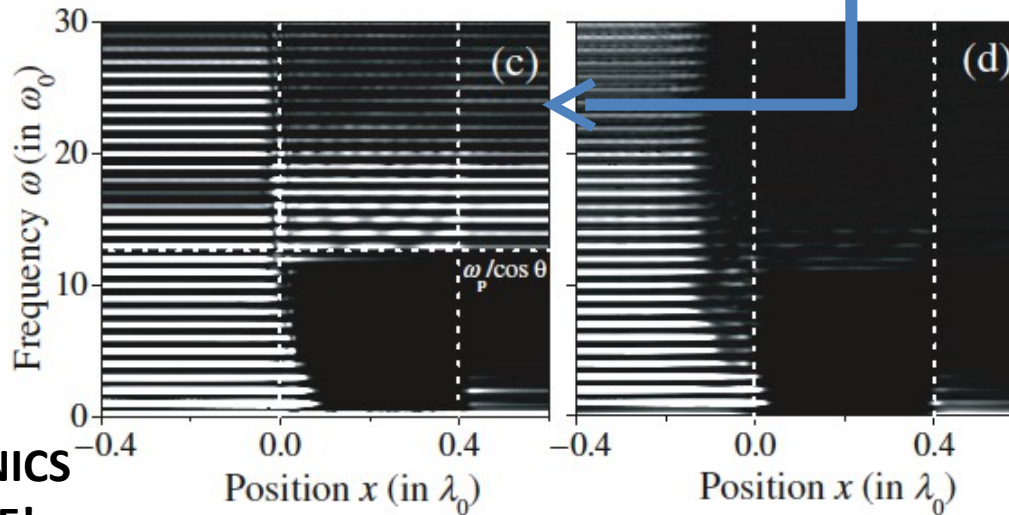 30
20
10
0
Frequency ω (in ω₀)
(c)
ωₚ/cos θ
(d)
−0.4
0.0
0.4
−0.4
0.0
0.4
Position x (in λ₀)
Position x (in λ₀)
NICS